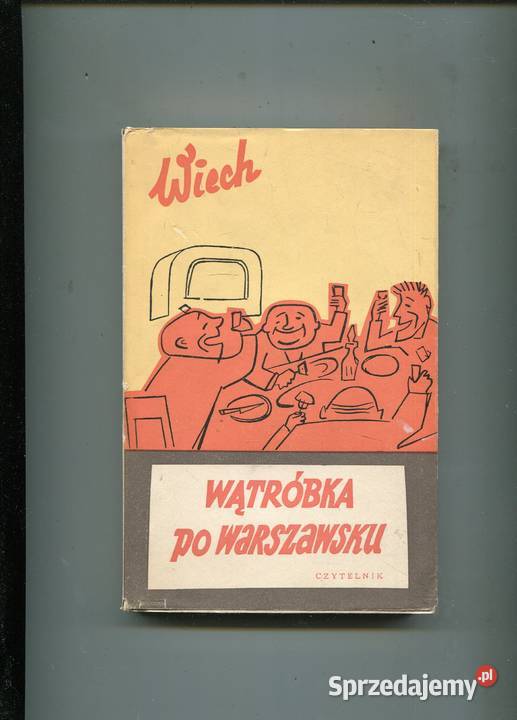 Wiech
WĄTRÓBKA
PO WARSZAWSKU
CZYTELNIK
Sprzedajemy.pl